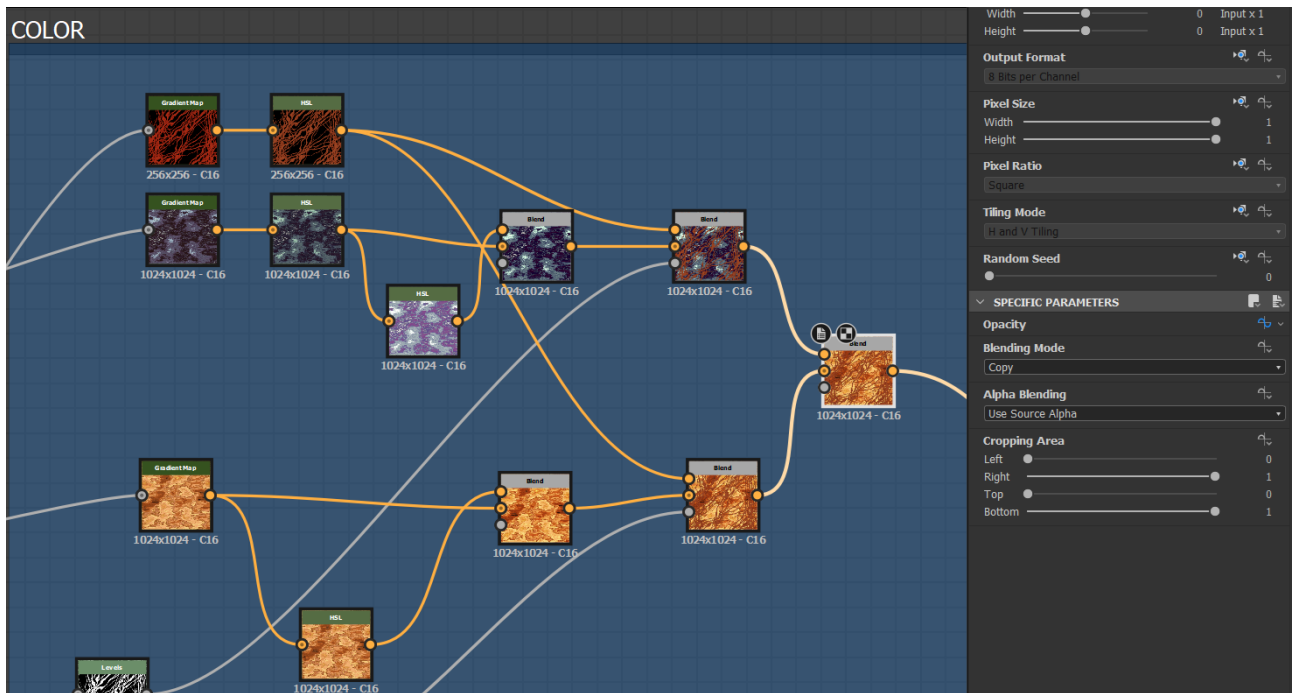 COLOR
Gradient Map
HSL
256x256 - C16
256x256 - C16
Gradient Map
HSL
1024x1024 - C16
1024x1024 - C16
Blend
1024x1024 - C16
Blend
1024x1024 - C16
HSL
1024x1024 - C16
Blend
1024x1024 - C16
Gradient Map
1024x1024 - C16
Blend
1024x1024 - C16
Blend
1024x1024 - C16
HSL
1024x1024 - C16
Levels
Width 0 Input x 1
Height 0 Input x 1
Output Format
8 Bits per Channel
Pixel Size
Width 1
Height 1
Pixel Ratio
Square
Tiling Mode
H and V Tiling
Random Seed
0
SPECIFIC PARAMETERS
Opacity
Blending Mode
Copy
Alpha Blending
Use Source Alpha
Cropping Area
Left 0
Right 1
Top 0
Bottom 1